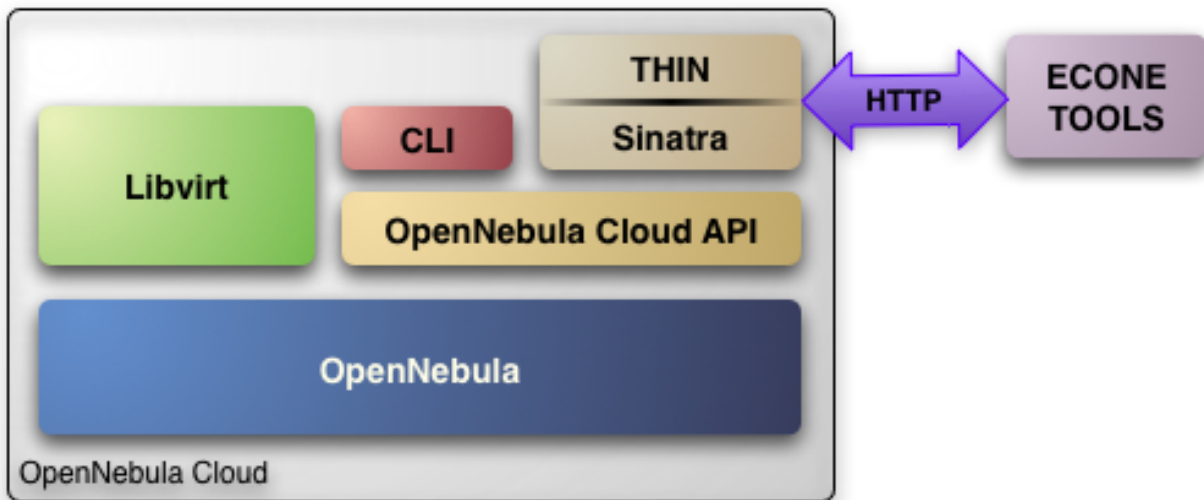 THIN
Sinatra
HTTP
ECONE
TOOLS
CLI
Libvirt
OpenNebula Cloud API
OpenNebula
OpenNebula Cloud